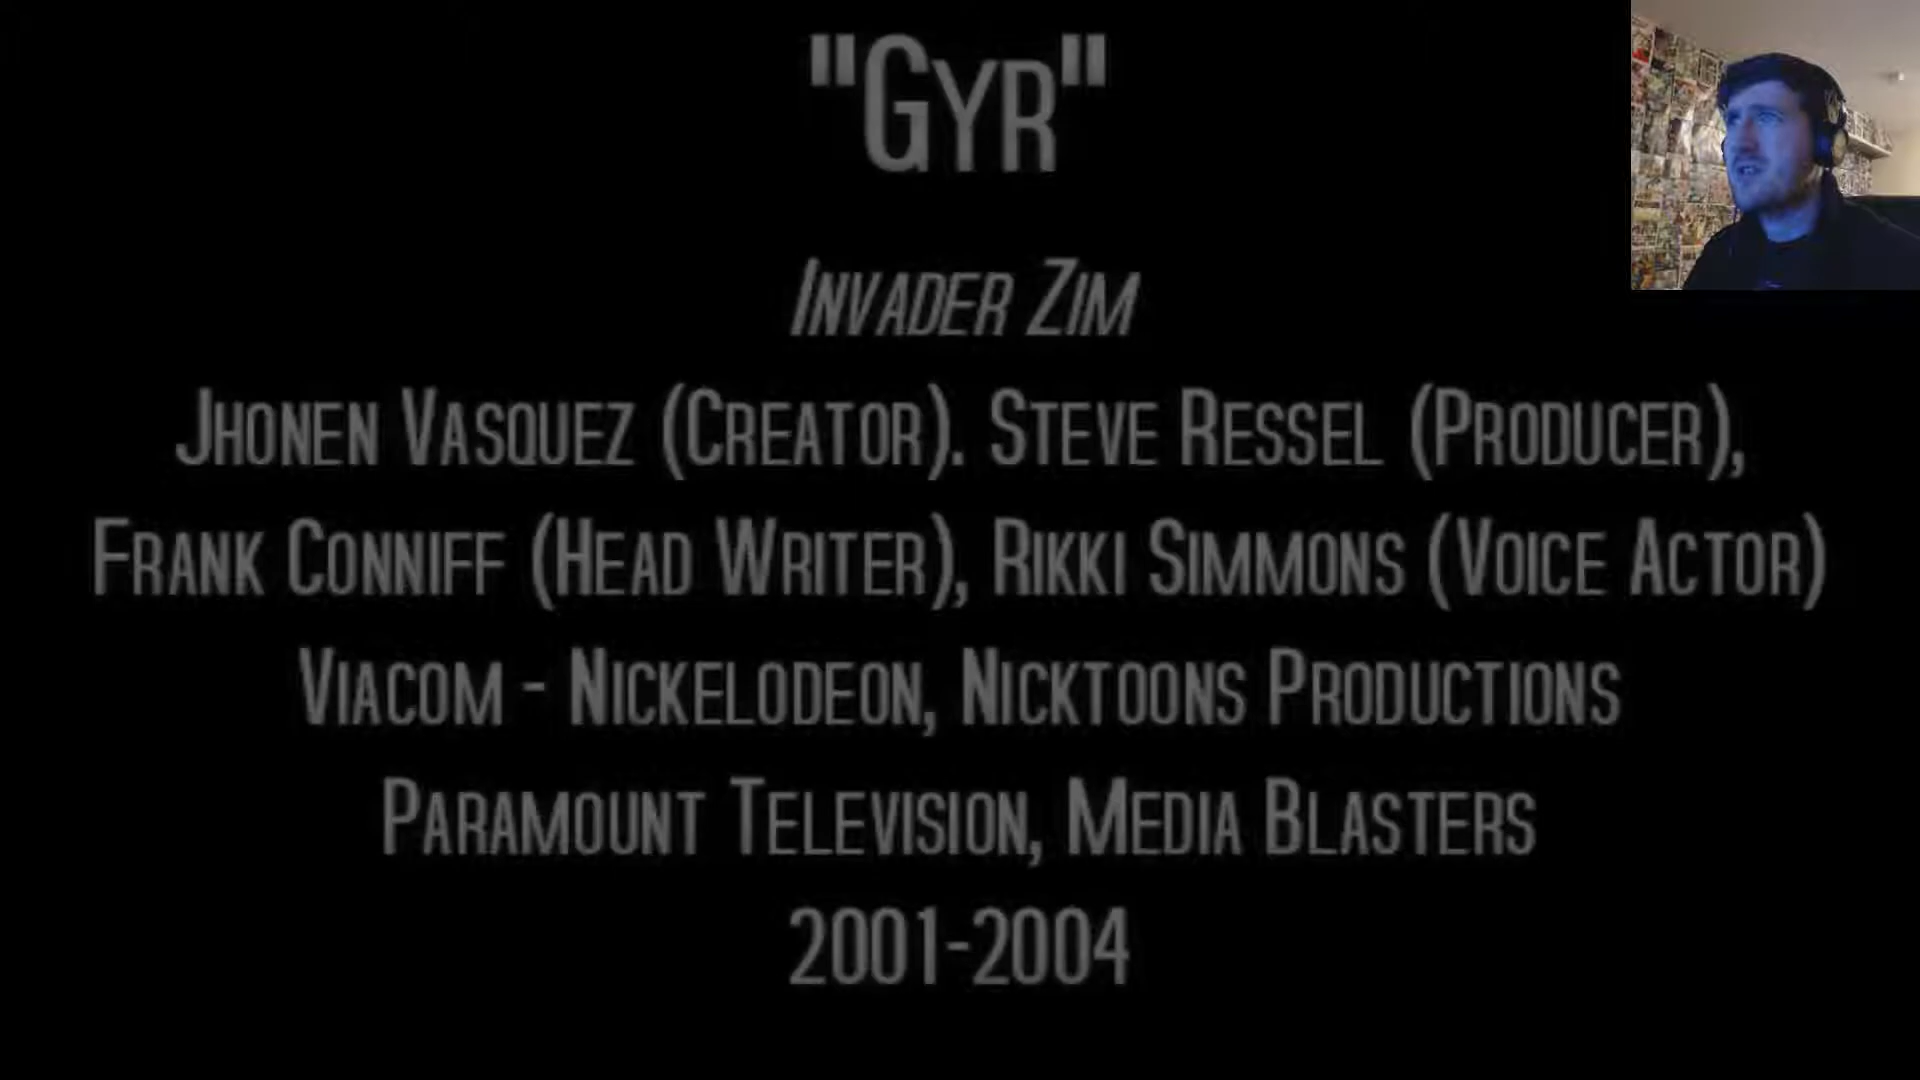 "Gyr"
Invader Zim
Jhonen Vasquez (Creator). Steve Ressel (Producer),
Frank Conniff (Head Writer), Rikki Simmons (Voice Actor)
Viacom - Nickelodeon, Nicktoons Productions
Paramount Television, Media Blasters
2001-2004